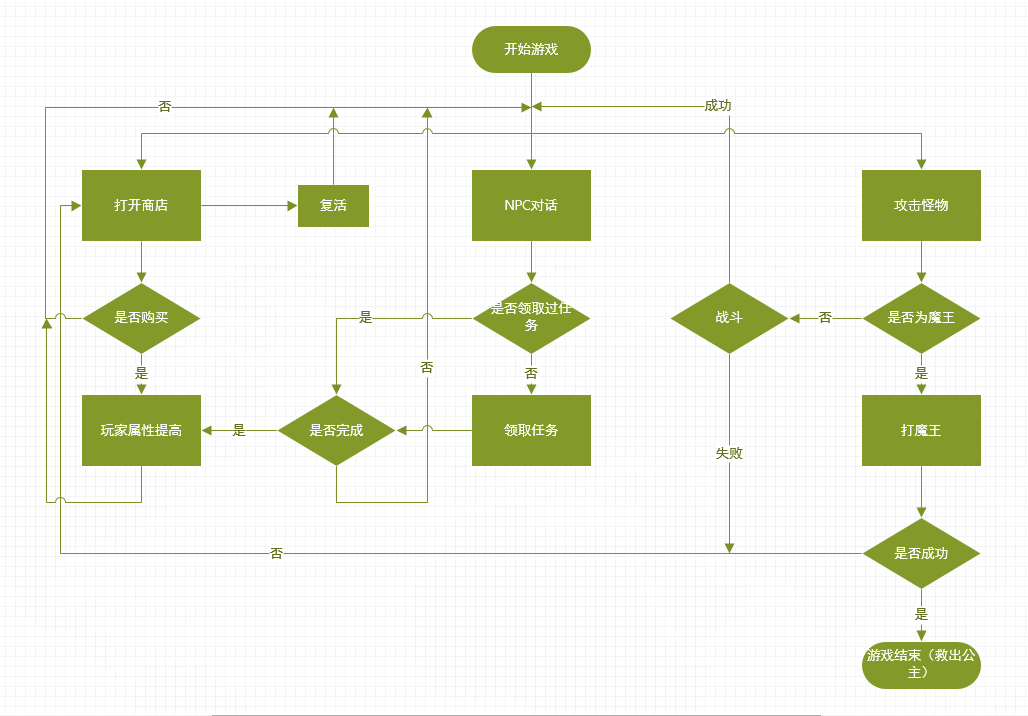 开始游戏
否
成功
打开商店
复活
NPC对话
攻击怪物
是否购买
是
是否领取过任
务
战斗
否
是否为魔王
是
否
否
是
玩家属性提高
是
是否完成
领取任务
打魔王
失败
否
是否成功
是
游戏结束（救出公
主）